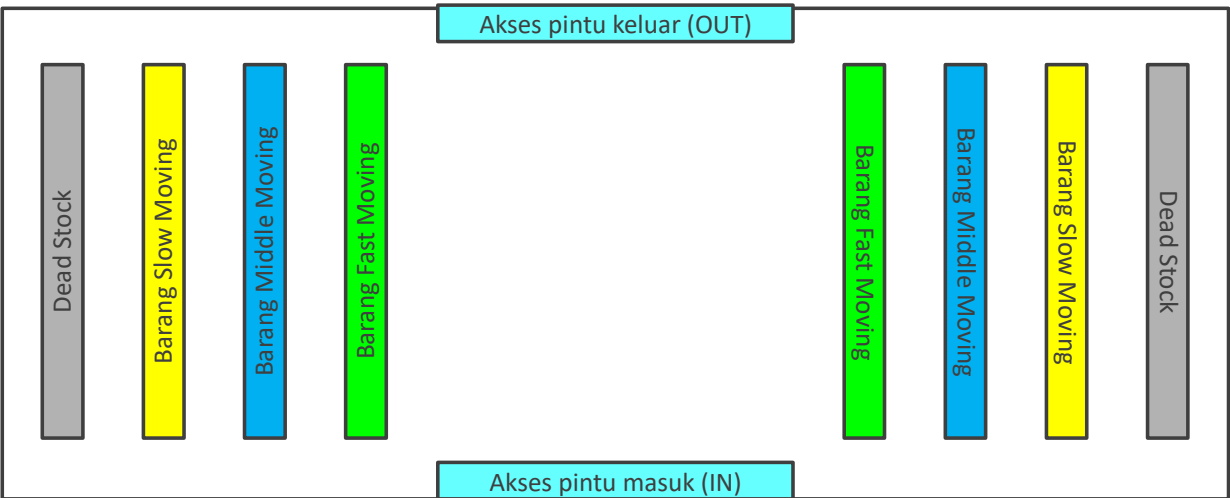 Akses pintu keluar (OUT)
Dead Stock
Barang Slow Moving
Barang Middle Moving
Barang Fast Moving
Barang Fast Moving
Barang Middle Moving
Barang Slow Moving
Dead Stock
Akses pintu masuk (IN)